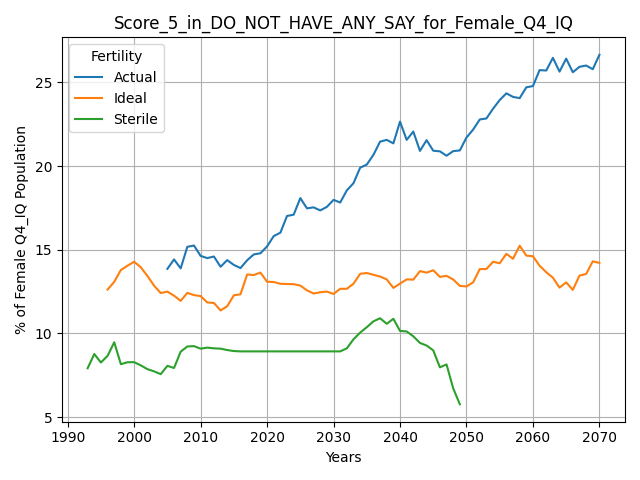 Score_5_in_DO_NOT_HAVE_ANY_SAY_for_Female_Q4_IQ
Fertility
Actual
Ideal
Sterile
% of Female Q4_IQ Population
25
20
15
10
5
1990 2000 2010 2020 2030 2040 2050 2060 2070
Years